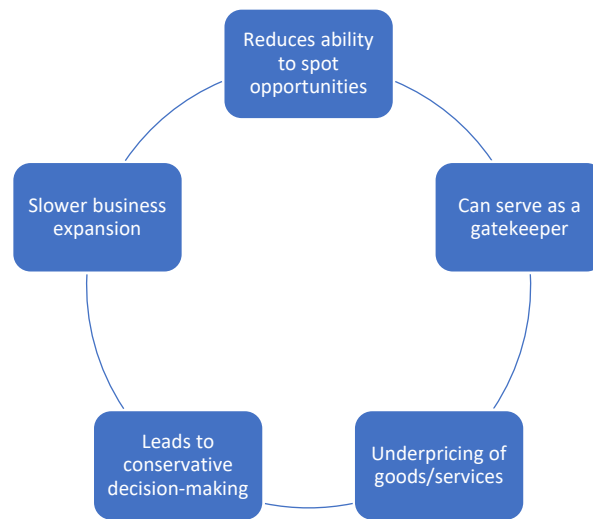 Reduces ability
to spot
opportunities
Can serve as a
gatekeeper
Underpricing of
goods/services
Leads to
conservative
decision-making
Slower business
expansion